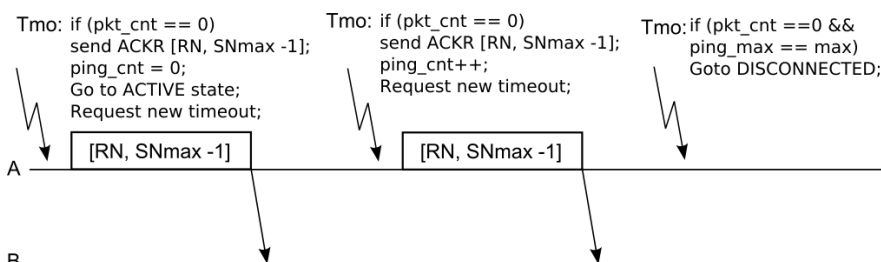 Tmo: if (pkt_cnt == 0)
send ACKR [RN, SNmax -1];
ping_cnt = 0;
Go to ACTIVE state;
Request new timeout;
Tmo: if (pkt_cnt == 0)
send ACKR [RN, SNmax -1];
ping_cnt++;
Request new timeout;
Tmo: if (pkt_cnt ==0 &&
ping_max == max)
Goto DISCONNECTED;
[RN, SNmax -1]
[RN, SNmax -1]
A
B